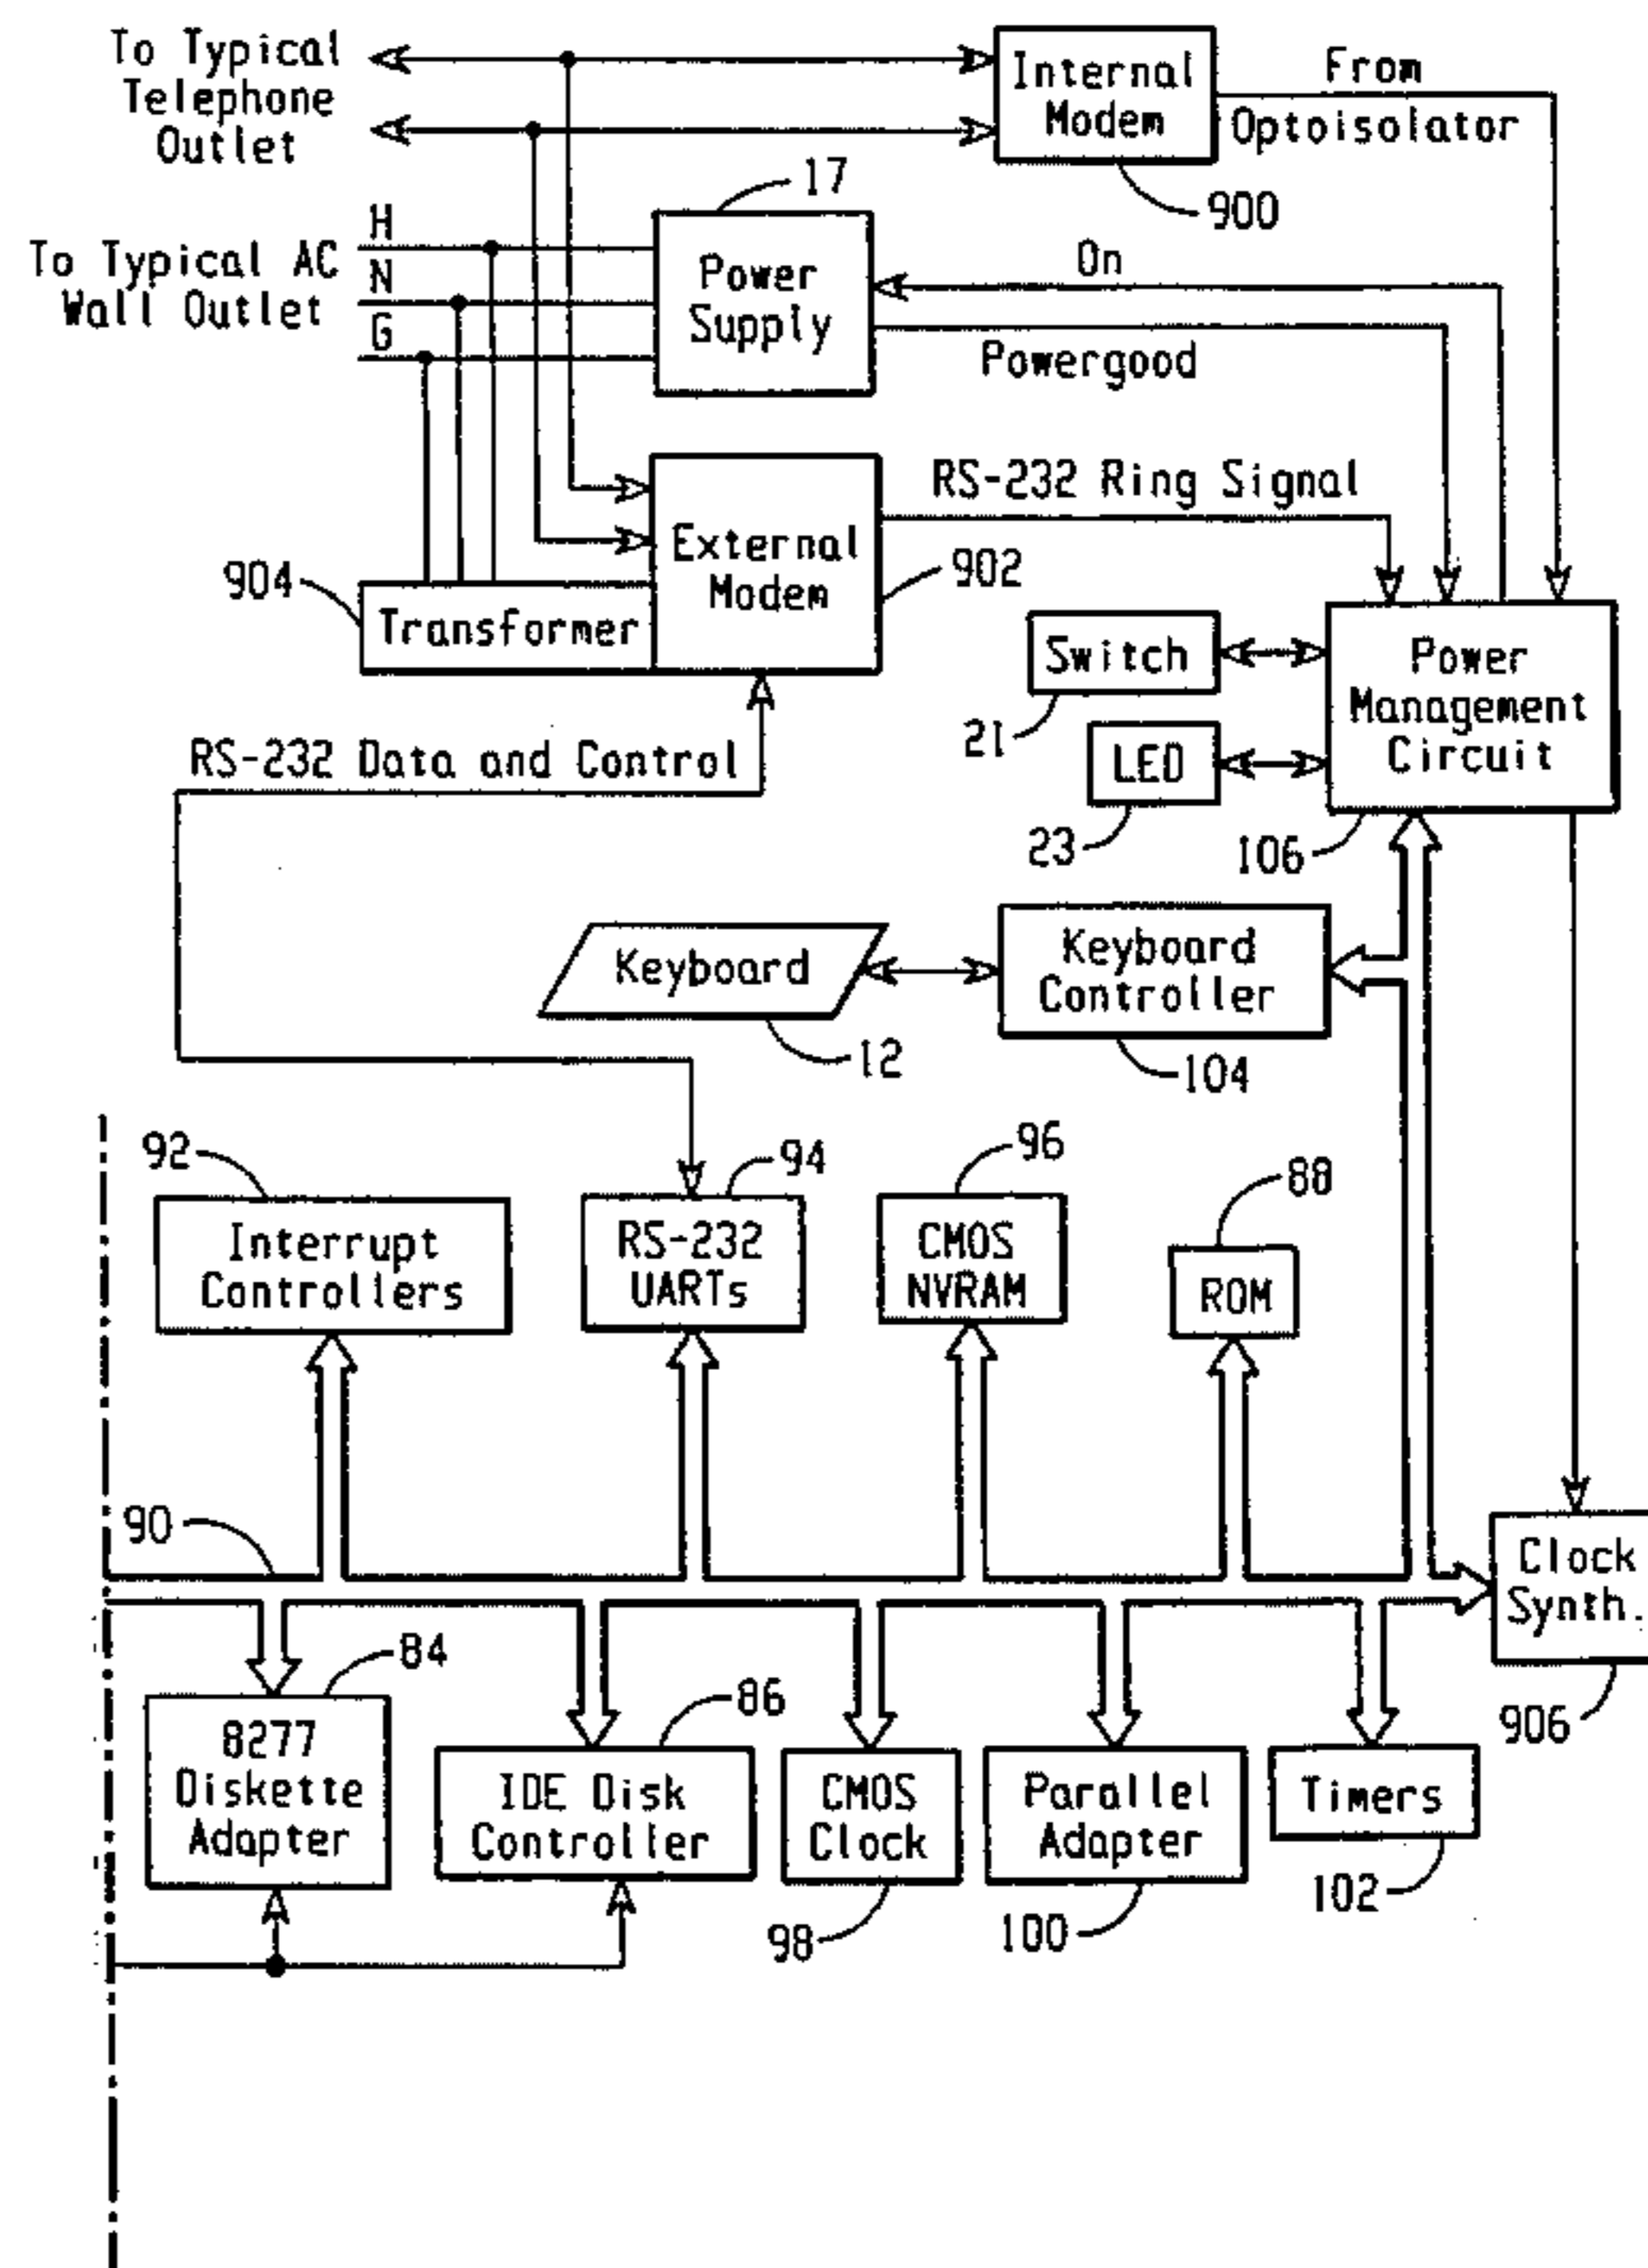 To Typical
Telephone
Outlet
Internal
Modem
From
Optoisolator
900
17
To Typical AC
Wall Outlet
H
N
G
Power
Supply
On
Powergood
RS-232 Ring Signal
External
Modem
902
904
Transformer
Switch
21
LED
23
Power
Management
Circuit
106
RS-232 Data and Control
Keyboard
12
Keyboard
Controller
104
92
Interrupt
Controllers
94
RS-232
UARTs
96
CMOS
NVRAM
88
ROM
90
Clock
Synth.
906
84
8277
Diskette
Adapter
86
IDE Disk
Controller
CMOS
Clock
98
Parallel
Adapter
100
Timers
102